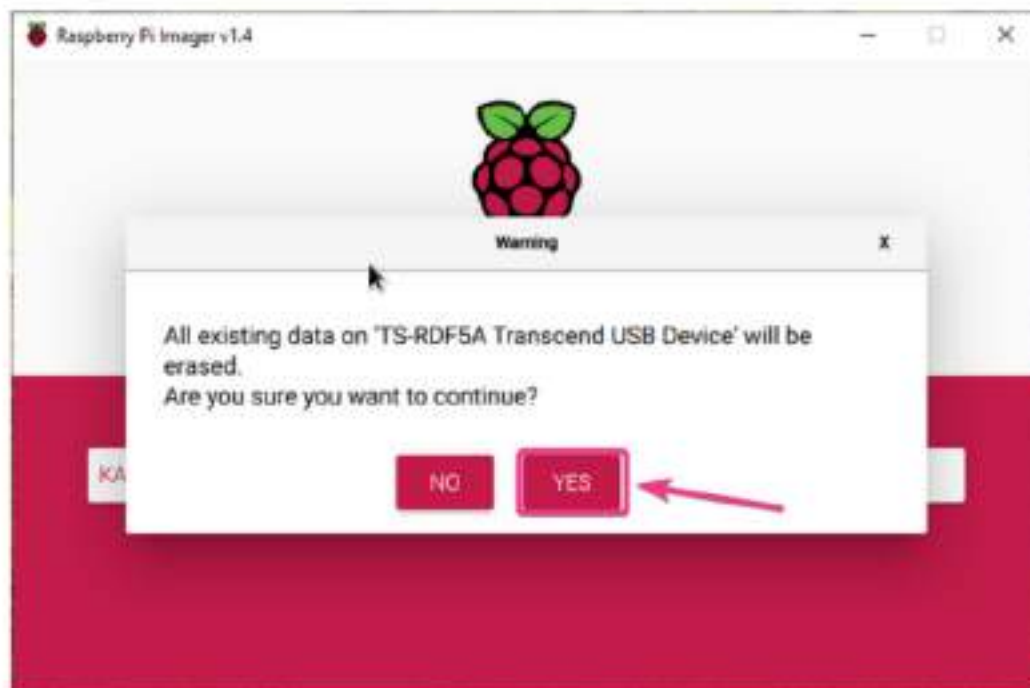 Raspberry Pi Imager v1.4
Warning
X
All existing data on 'TS-RDF5A Transcend USB Device' will be
erased.
Are you sure you want to continue?
KA
NO
YES